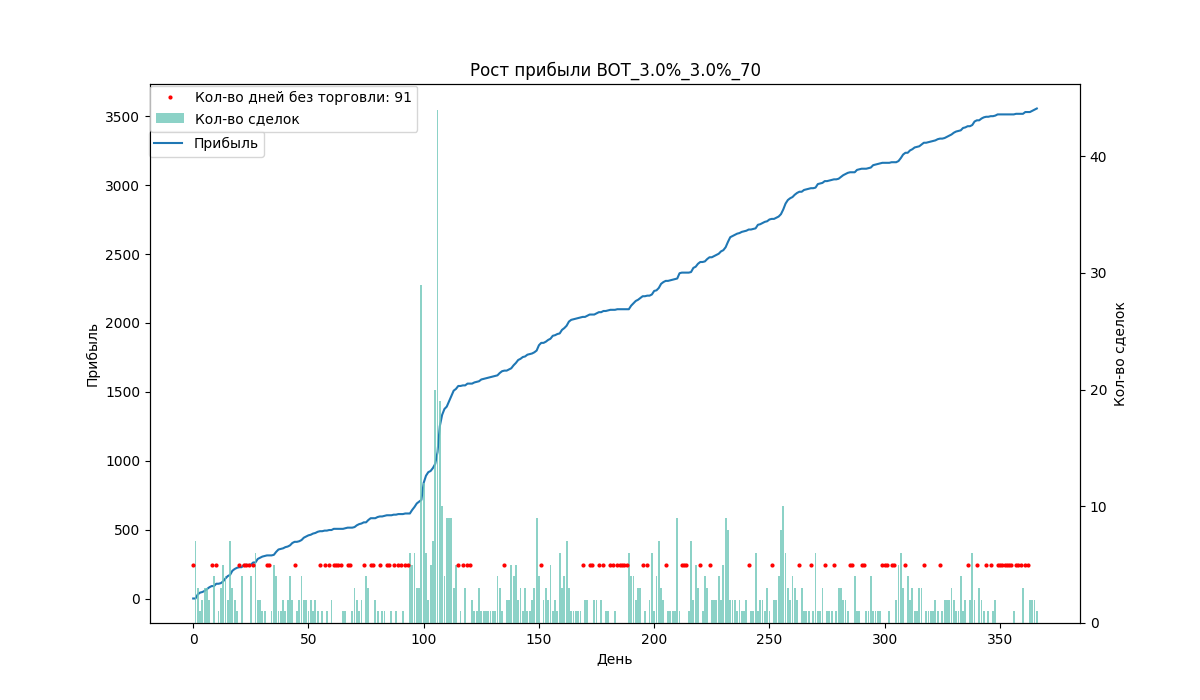 Рост прибыли BOT_3.0%_3.0%_70
Кол-во дней без торговли: 91
Кол-во сделок
Прибыль
3500
3000
2500
2000
1500
1000
500
0
Прибыль
40
30
20
10
0
Кол-во сделок
0 50 100 150 200 250 300 350
День